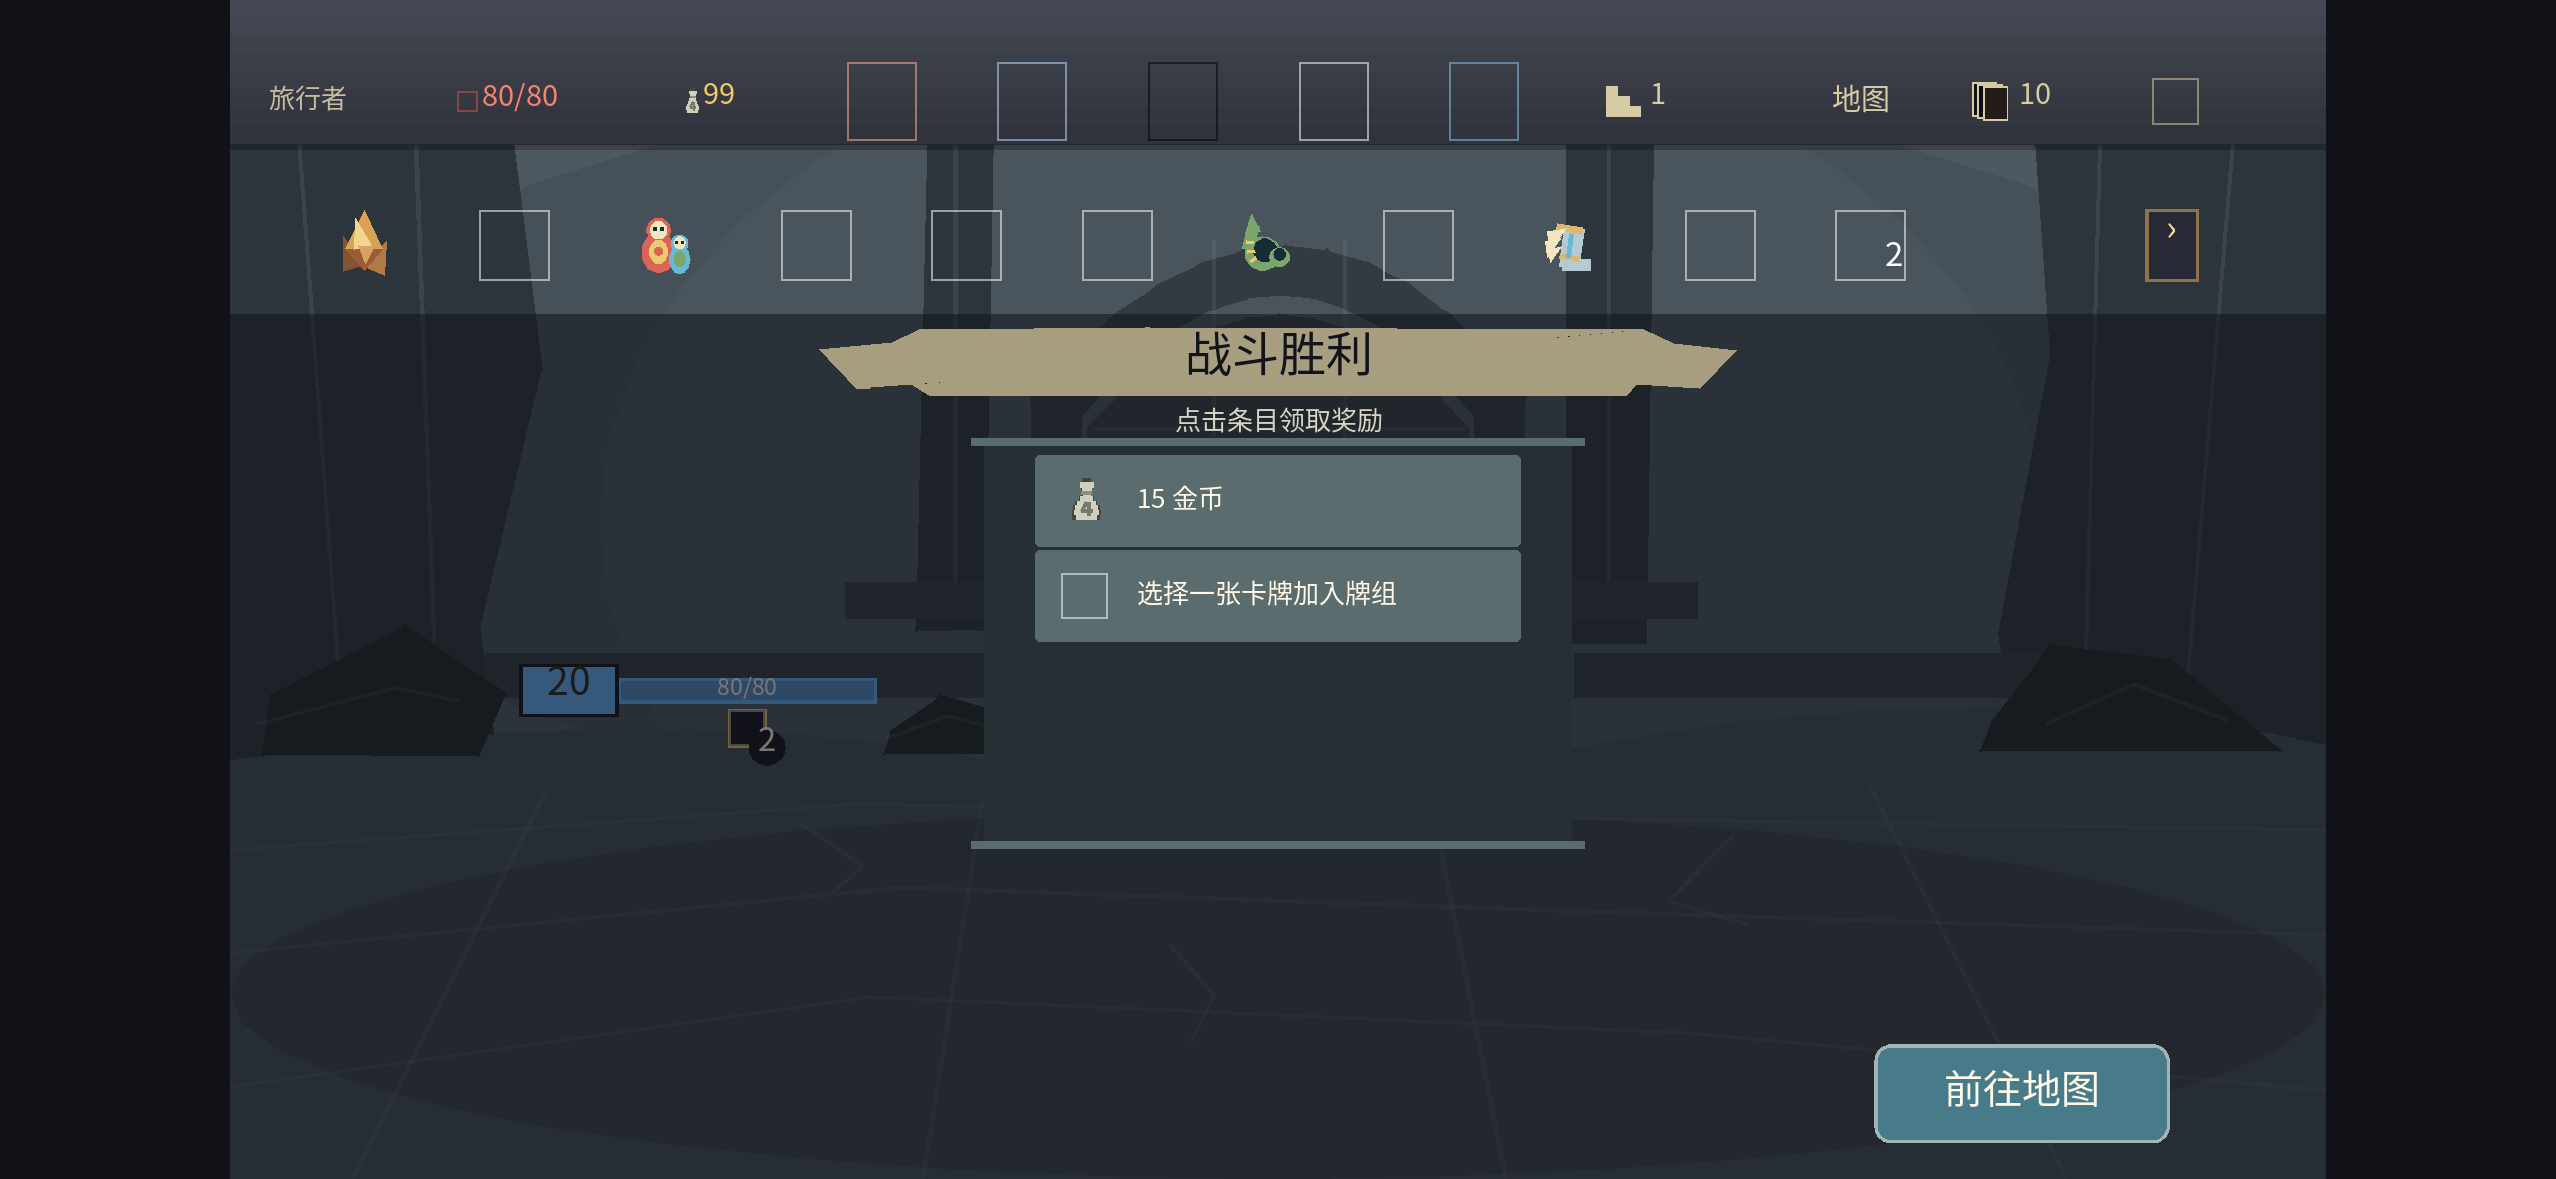 旅行者 80/80 4 99 1 地图 10
2 ›
战斗胜利
点击条目领取奖励
4 15 金币
选择一张卡牌加入牌组
20 80/80
2
前往地图